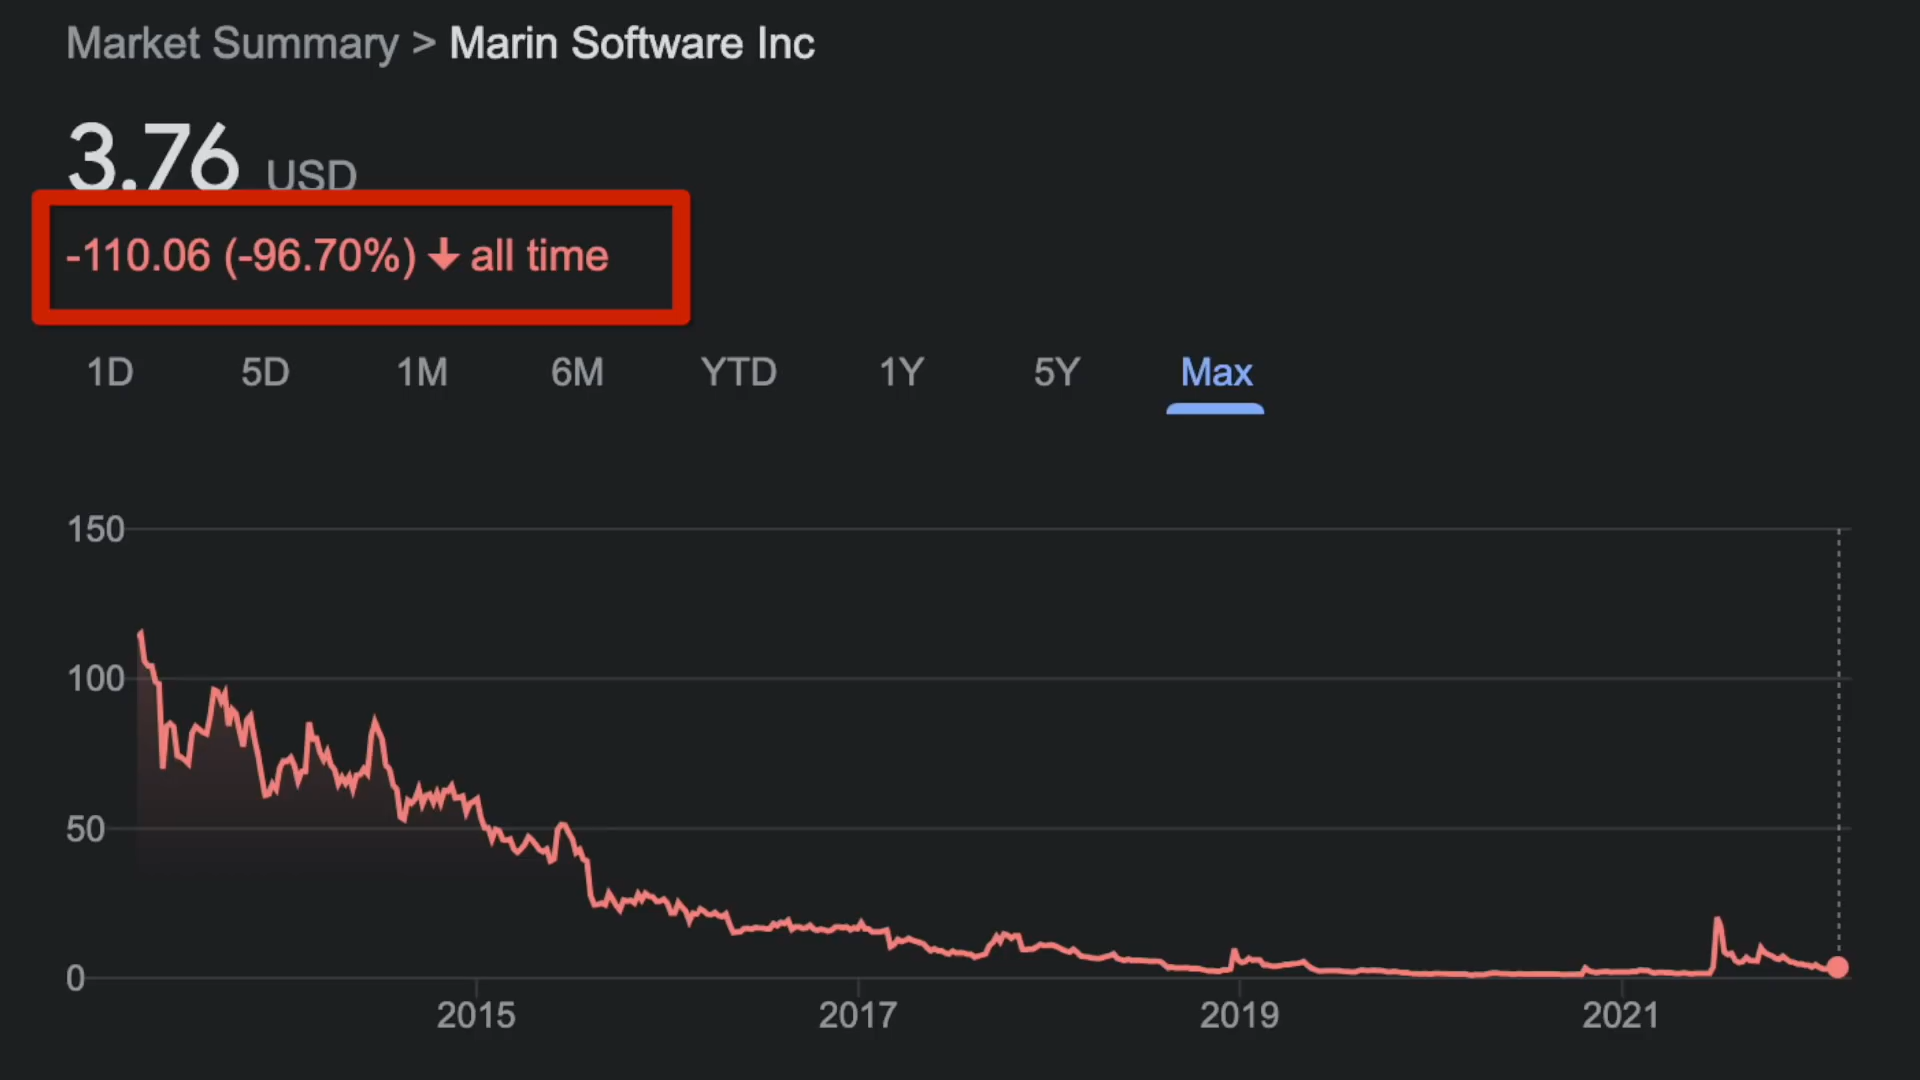 Market Summary > Marin Software Inc
3.76 USD
-110.06 (-96.70%) ↓ all time
1D 5D 1M 6M YTD 1Y 5Y Max
150
100
50
0
2015 2017 2019 2021